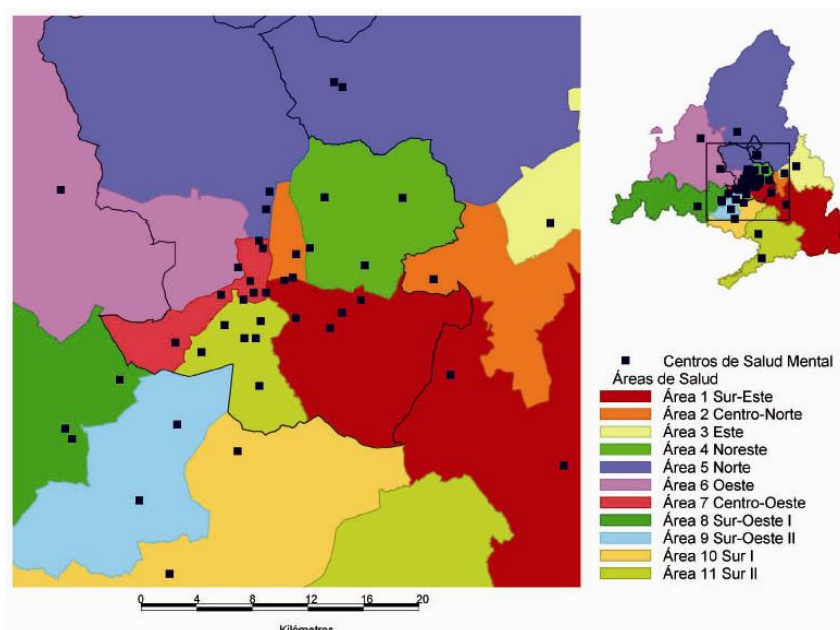 Centros de Salud Mental
Áreas de Salud
Área 1 Sur-Este
Área 2 Centro-Norte
Área 3 Este
Área 4 Noreste
Área 5 Norte
Área 6 Oeste
Área 7 Centro-Oeste
Área 8 Sur-Oeste I
Área 9 Sur-Oeste II
Área 10 Sur I
Área 11 Sur II
0 4 8 12 16 20
Kilómetros